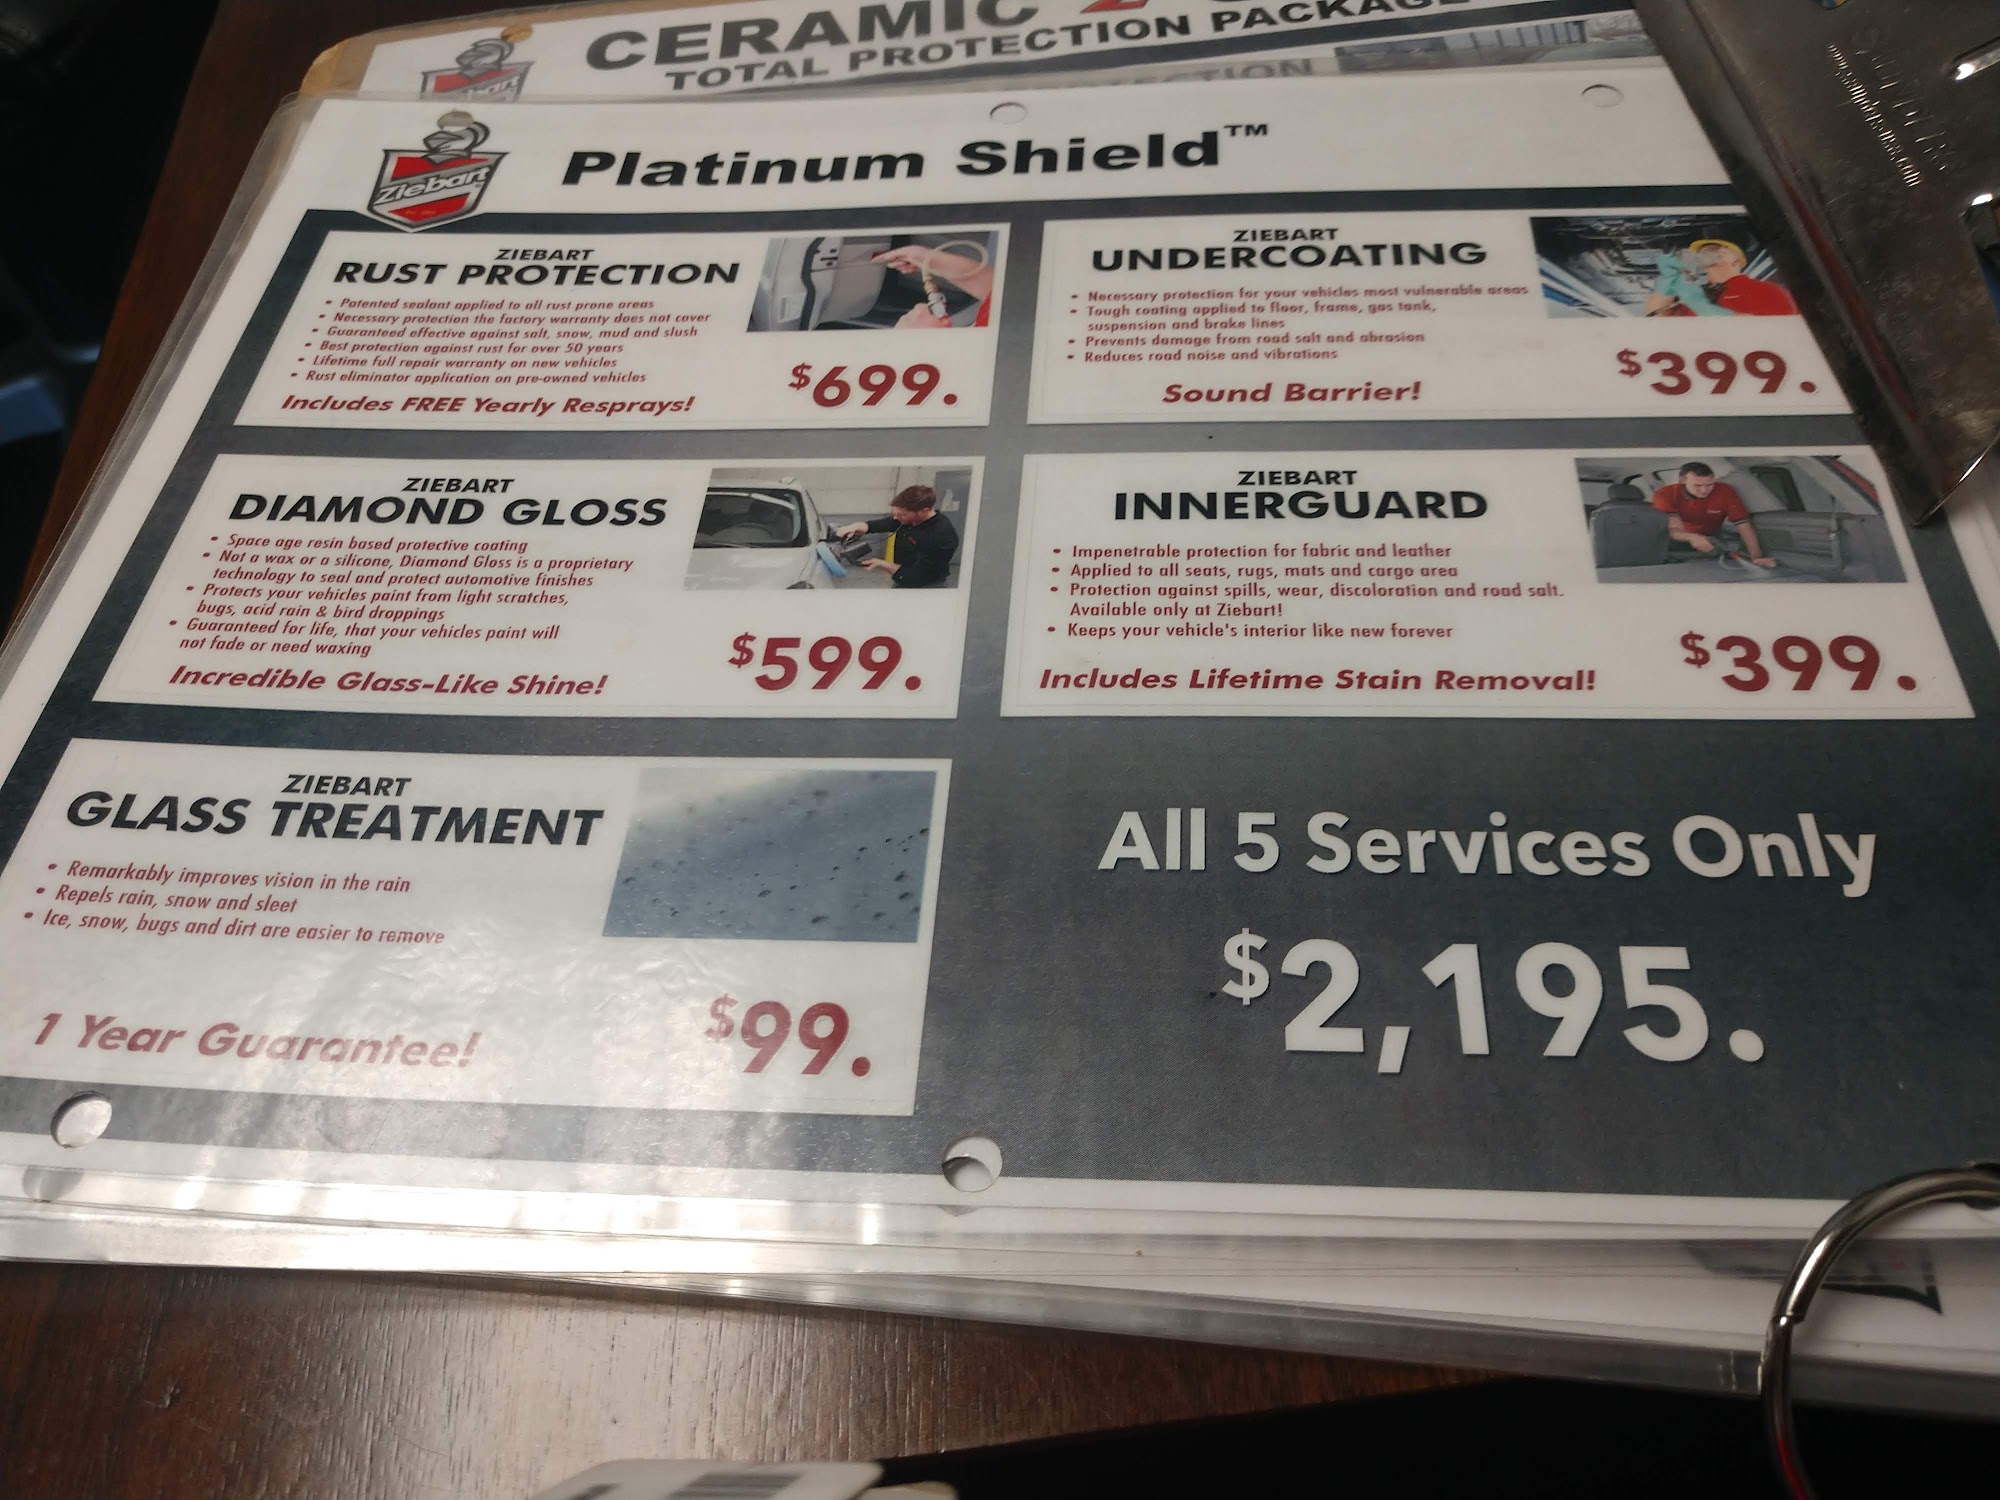 CERAMIC
TOTAL PROTECTION PACKAGE
Ziebart
Platinum Shield™
ZIEBART
RUST PROTECTION
• Patented sealant applied to all rust prone areas
• Necessary protection the factory warranty does not cover
• Guaranteed effective against salt, snow, mud and slush
• Best protection against rust for over 50 years
• Lifetime full repair warranty on new vehicles
• Rust eliminator application on pre-owned vehicles
Includes FREE Yearly Resprays!
$699.
ZIEBART
UNDERCOATING
• Necessary protection for your vehicles most vulnerable areas
• Tough coating applied to floor, frame, gas tank,
suspension and brake lines
• Prevents damage from road salt and abrasion
• Reduces road noise and vibrations
Sound Barrier!
$399.
ZIEBART
DIAMOND GLOSS
• Space age resin based protective coating
• Not a wax or a silicone, Diamond Gloss is a proprietary
technology to seal and protect automotive finishes
• Protects your vehicles paint from light scratches,
bugs, acid rain & bird droppings
• Guaranteed for life, that your vehicles paint will
not fade or need waxing
Incredible Glass-Like Shine!
$599.
ZIEBART
INNERGUARD
• Impenetrable protection for fabric and leather
• Applied to all seats, rugs, mats and cargo area
• Protection against spills, wear, discoloration and road salt.
Available only at Ziebart!
• Keeps your vehicle's interior like new forever
Includes Lifetime Stain Removal!
$399.
ZIEBART
GLASS TREATMENT
• Remarkably improves vision in the rain
• Repels rain, snow and sleet
• Ice, snow, bugs and dirt are easier to remove
1 Year Guarantee!
$99.
All 5 Services Only
$2,195.